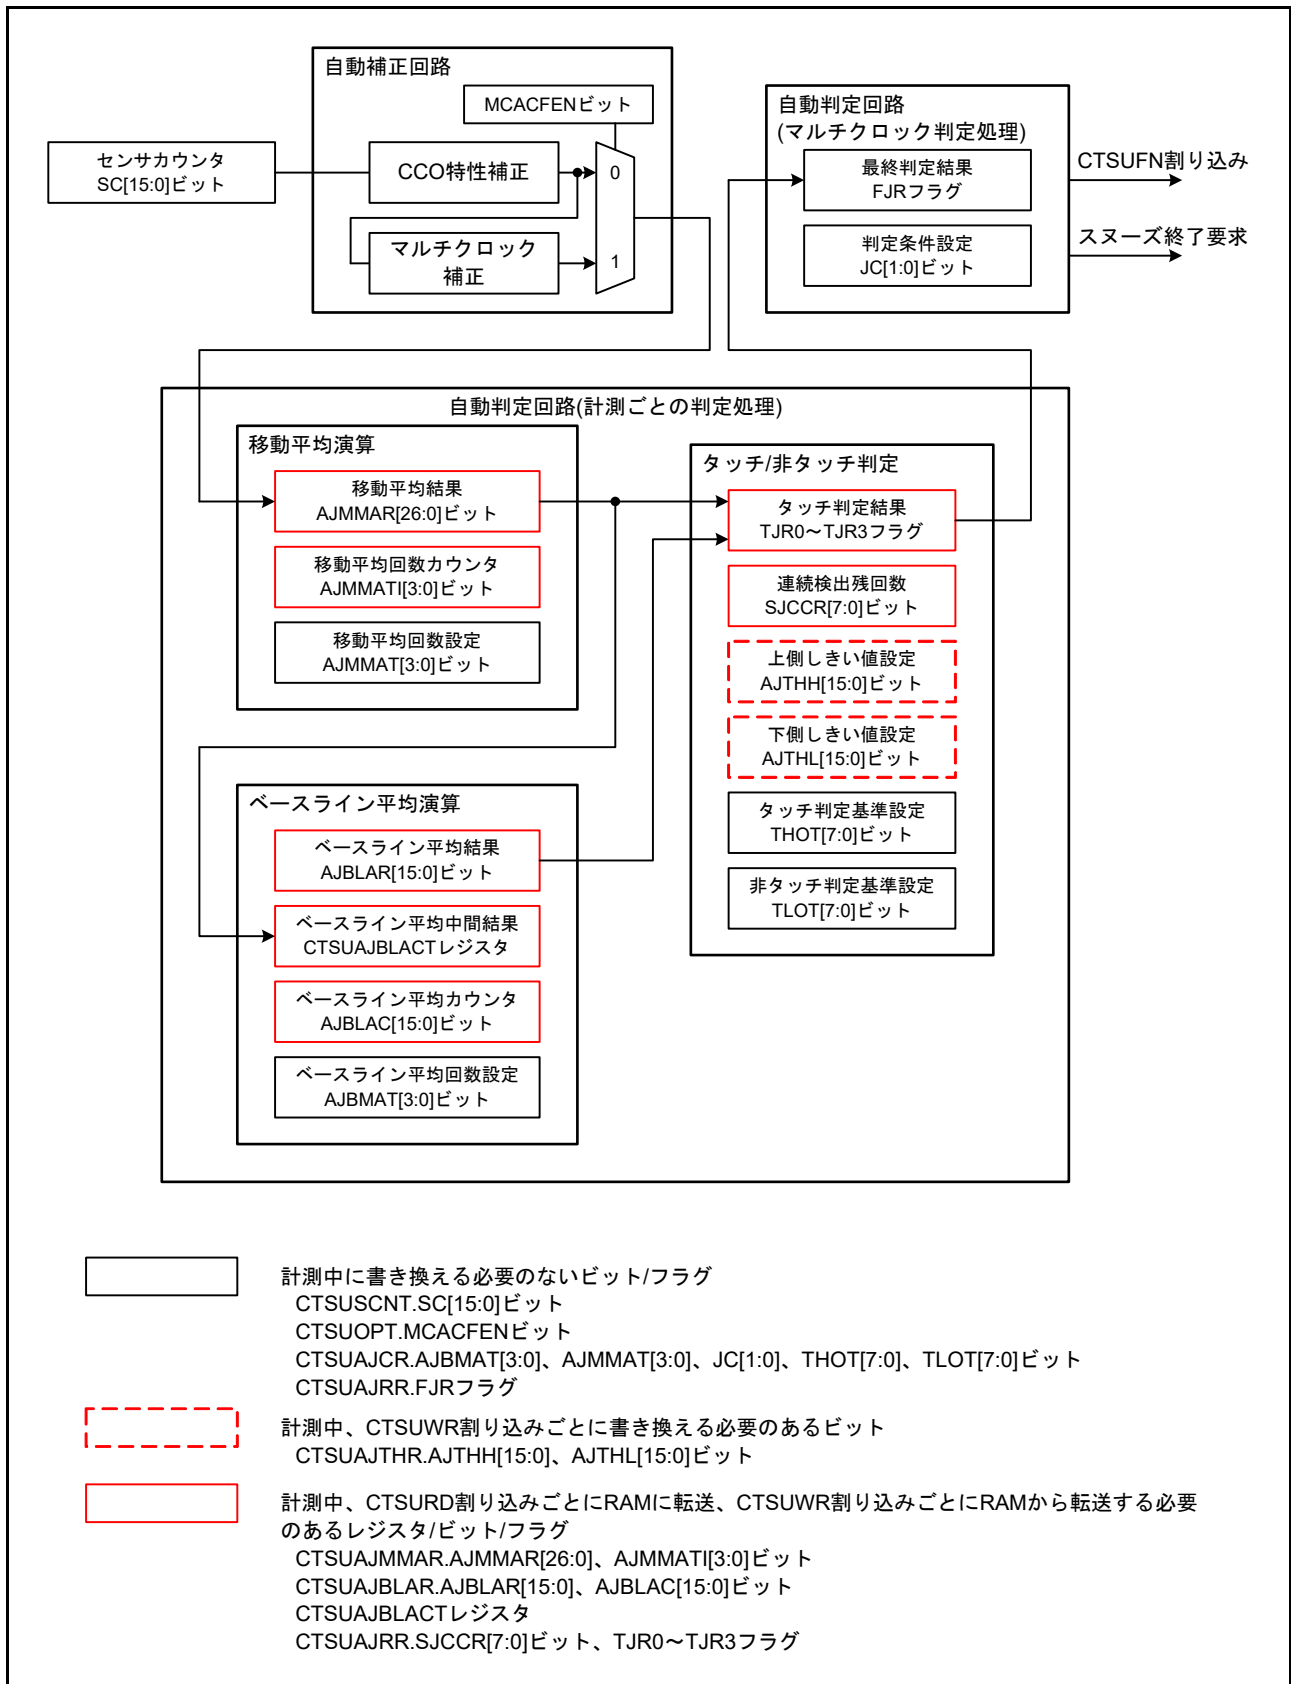 自動補正回路
MCACFENビット
センサカウンタ
SC[15:0]ビット
CCO特性補正
0
マルチクロック
補正
1
自動判定回路
(マルチクロック判定処理)
最終判定結果
FJRフラグ
判定条件設定
JC[1:0]ビット
CTSUFN割り込み
スヌーズ終了要求
自動判定回路(計測ごとの判定処理)
移動平均演算
移動平均結果
AJMMAR[26:0]ビット
移動平均回数カウンタ
AJMMATI[3:0]ビット
移動平均回数設定
AJMMAT[3:0]ビット
タッチ/非タッチ判定
タッチ判定結果
TJR0～TJR3フラグ
連続検出残回数
SJCCR[7:0]ビット
上側しきい値設定
AJTHH[15:0]ビット
下側しきい値設定
AJTHL[15:0]ビット
タッチ判定基準設定
THOT[7:0]ビット
非タッチ判定基準設定
TLOT[7:0]ビット
ベースライン平均演算
ベースライン平均結果
AJBLAR[15:0]ビット
ベースライン平均中間結果
CTSUAJBLACTレジスタ
ベースライン平均カウンタ
AJBLAC[15:0]ビット
ベースライン平均回数設定
AJBMAT[3:0]ビット
計測中に書き換える必要のないビット/フラグ
CTSUSCNT.SC[15:0]ビット
CTSUOPT.MCACFENビット
CTSUAJCR.AJBMAT[3:0]、AJMMAT[3:0]、JC[1:0]、THOT[7:0]、TLOT[7:0]ビット
CTSUAJRR.FJRフラグ
計測中、CTSUWR割り込みごとに書き換える必要のあるビット
CTSUAJTHR.AJTHH[15:0]、AJTHL[15:0]ビット
計測中、CTSURD割り込みごとにRAMに転送、CTSUWR割り込みごとにRAMから転送する必要
のあるレジスタ/ビット/フラグ
CTSUAJMMAR.AJMMAR[26:0]、AJMMATI[3:0]ビット
CTSUAJBLAR.AJBLAR[15:0]、AJBLAC[15:0]ビット
CTSUAJBLACTレジスタ
CTSUAJRR.SJCCR[7:0]ビット、TJR0～TJR3フラグ